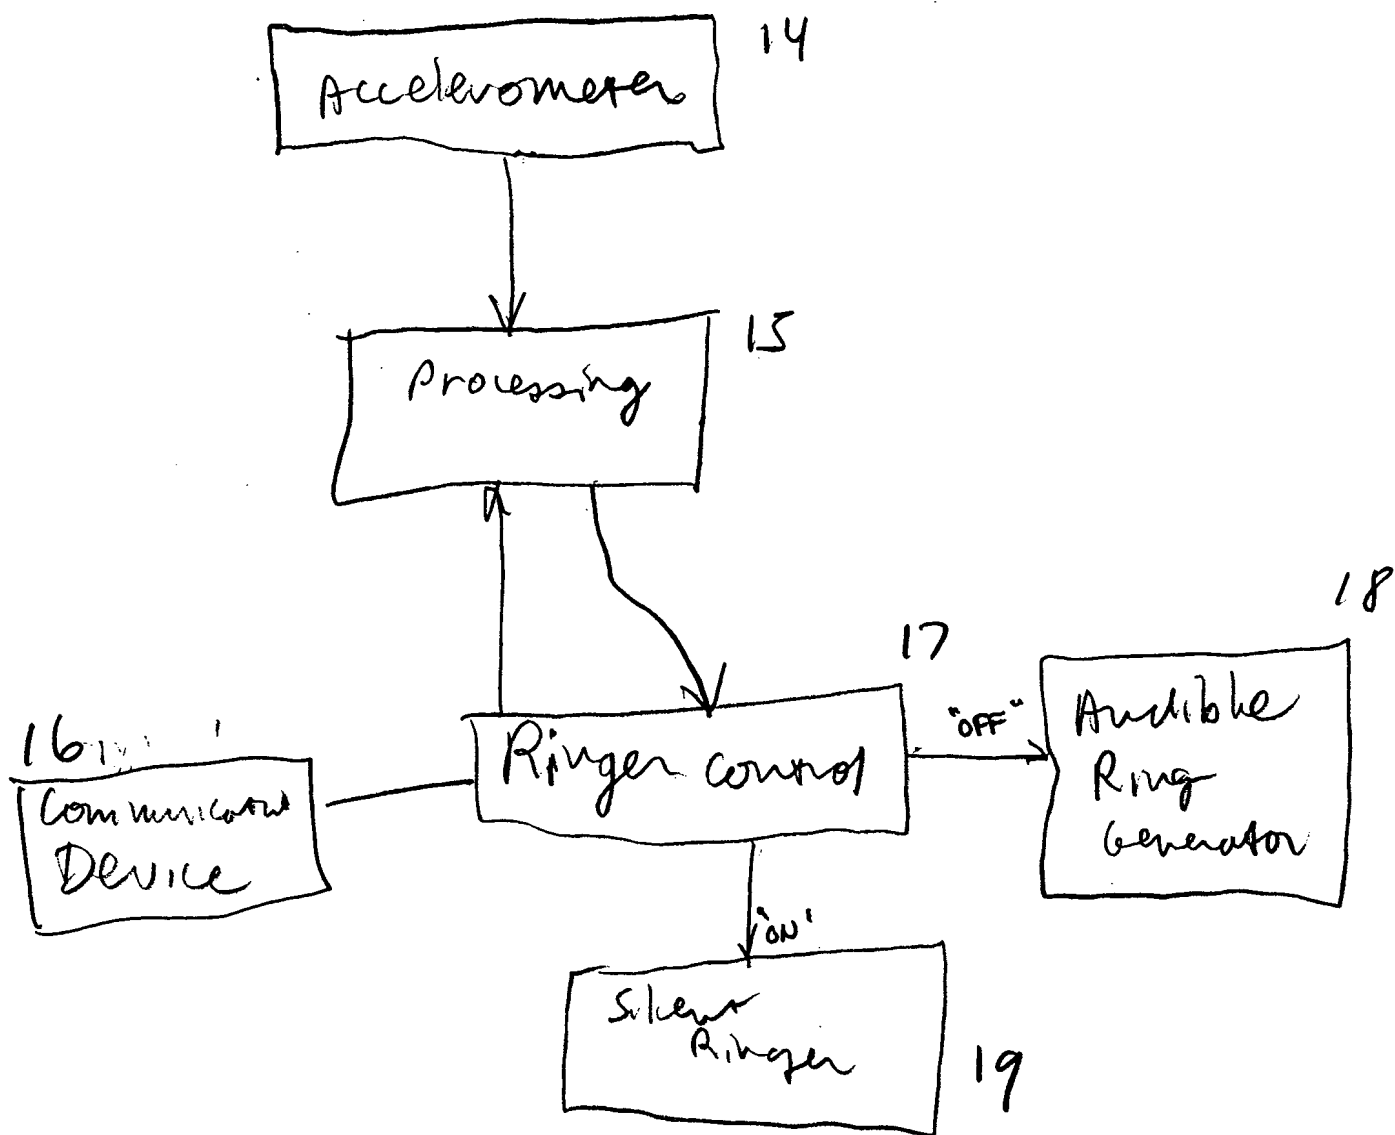 14
Accelerometer
15
Processing
18
17
"OFF"
Audible
Ring
Generator
Ringer control
16
Communication
Device
"ON"
Silent
Ringer
19